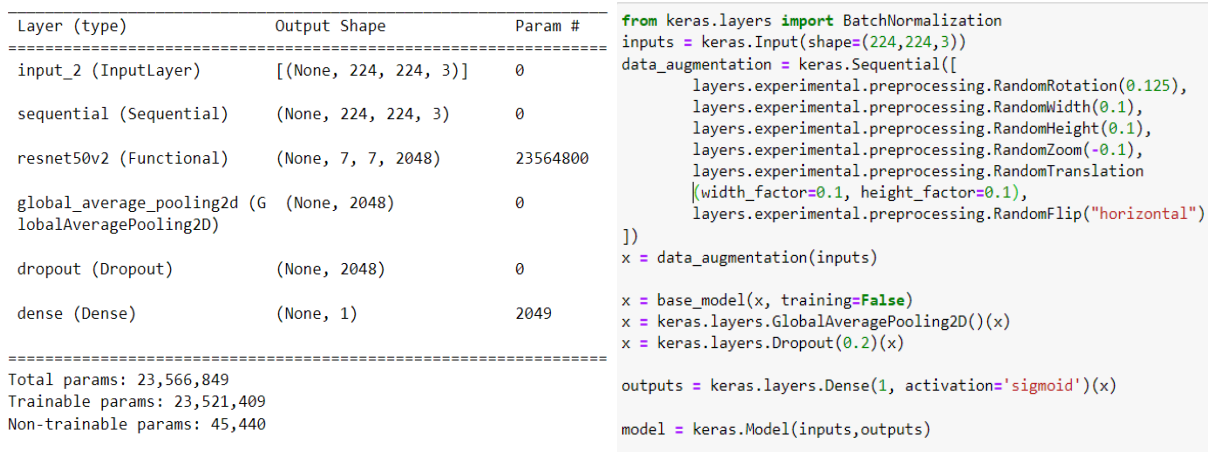 Layer (type) Output Shape Param #
=================================================================
input_2 (InputLayer) [(None, 224, 224, 3)] 0
sequential (Sequential) (None, 224, 224, 3) 0
resnet50v2 (Functional) (None, 7, 7, 2048) 23564800
global_average_pooling2d (G (None, 2048) 0
lobalAveragePooling2D)
dropout (Dropout) (None, 2048) 0
dense (Dense) (None, 1) 2049
=================================================================
Total params: 23,566,849
Trainable params: 23,521,409
Non-trainable params: 45,440
from keras.layers import BatchNormalization
inputs = keras.Input(shape=(224,224,3))
data_augmentation = keras.Sequential([
layers.experimental.preprocessing.RandomRotation(0.125),
layers.experimental.preprocessing.RandomWidth(0.1),
layers.experimental.preprocessing.RandomHeight(0.1),
layers.experimental.preprocessing.RandomZoom(-0.1),
layers.experimental.preprocessing.RandomTranslation
(width_factor=0.1, height_factor=0.1),
layers.experimental.preprocessing.RandomFlip("horizontal")
])
x = data_augmentation(inputs)
x = base_model(x, training=False)
x = keras.layers.GlobalAveragePooling2D()(x)
x = keras.layers.Dropout(0.2)(x)
outputs = keras.layers.Dense(1, activation='sigmoid')(x)
model = keras.Model(inputs,outputs)